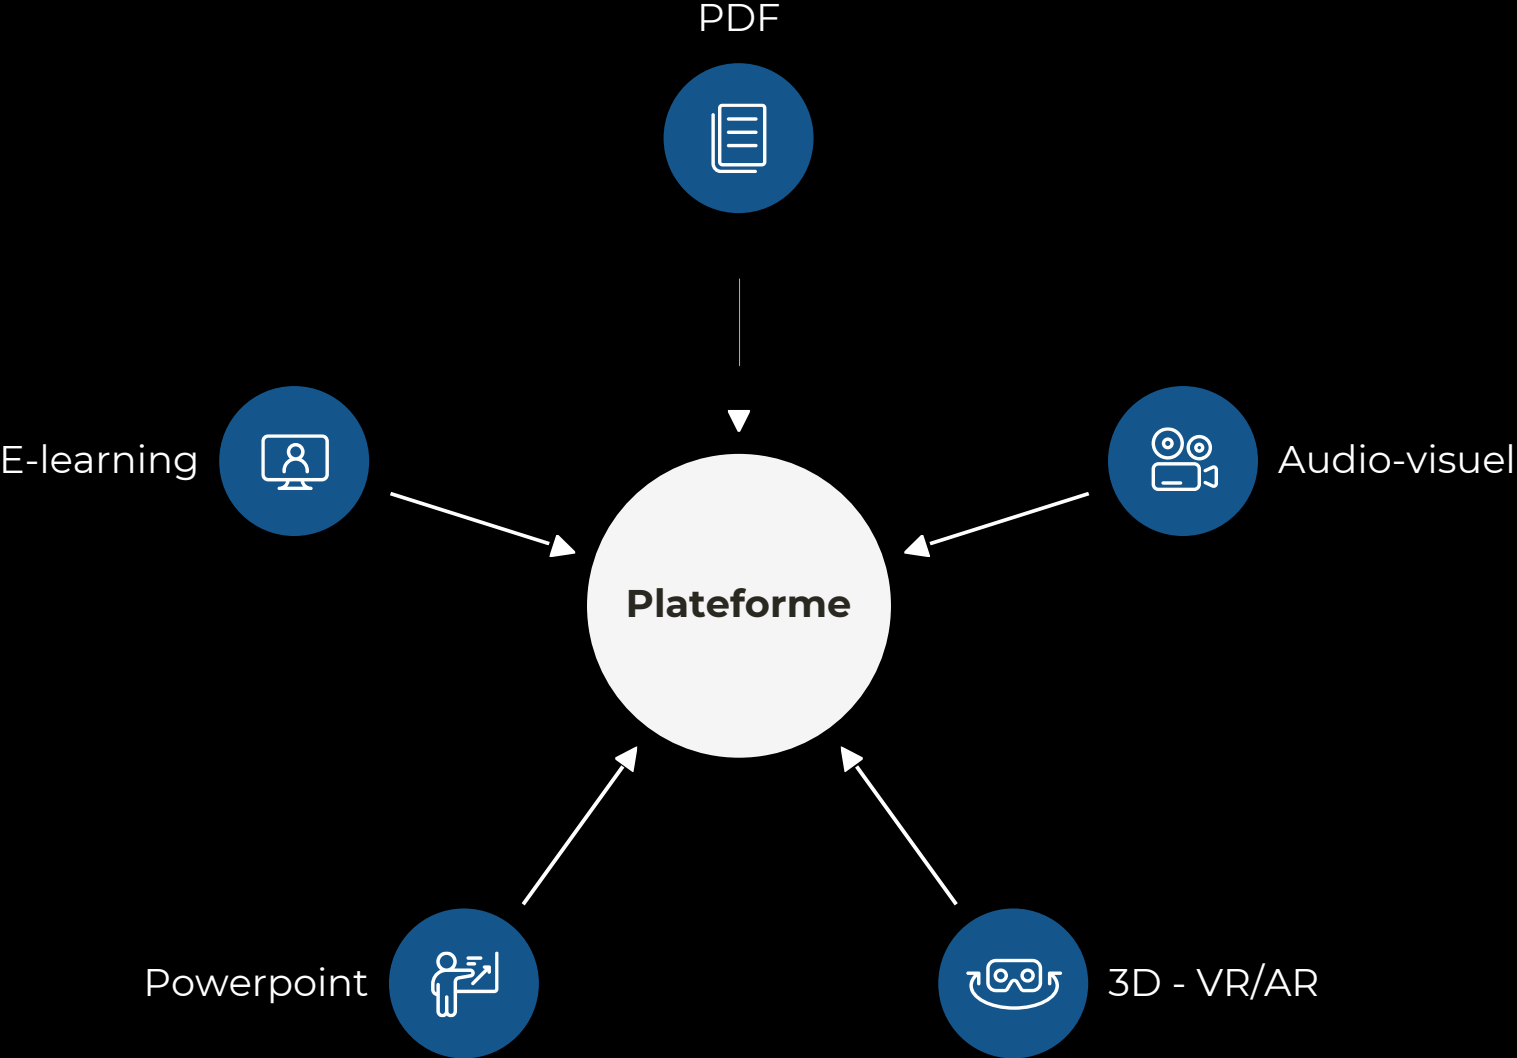 PDF
E-learning
Audio-visuel
Plateforme
Powerpoint
3D - VR/AR